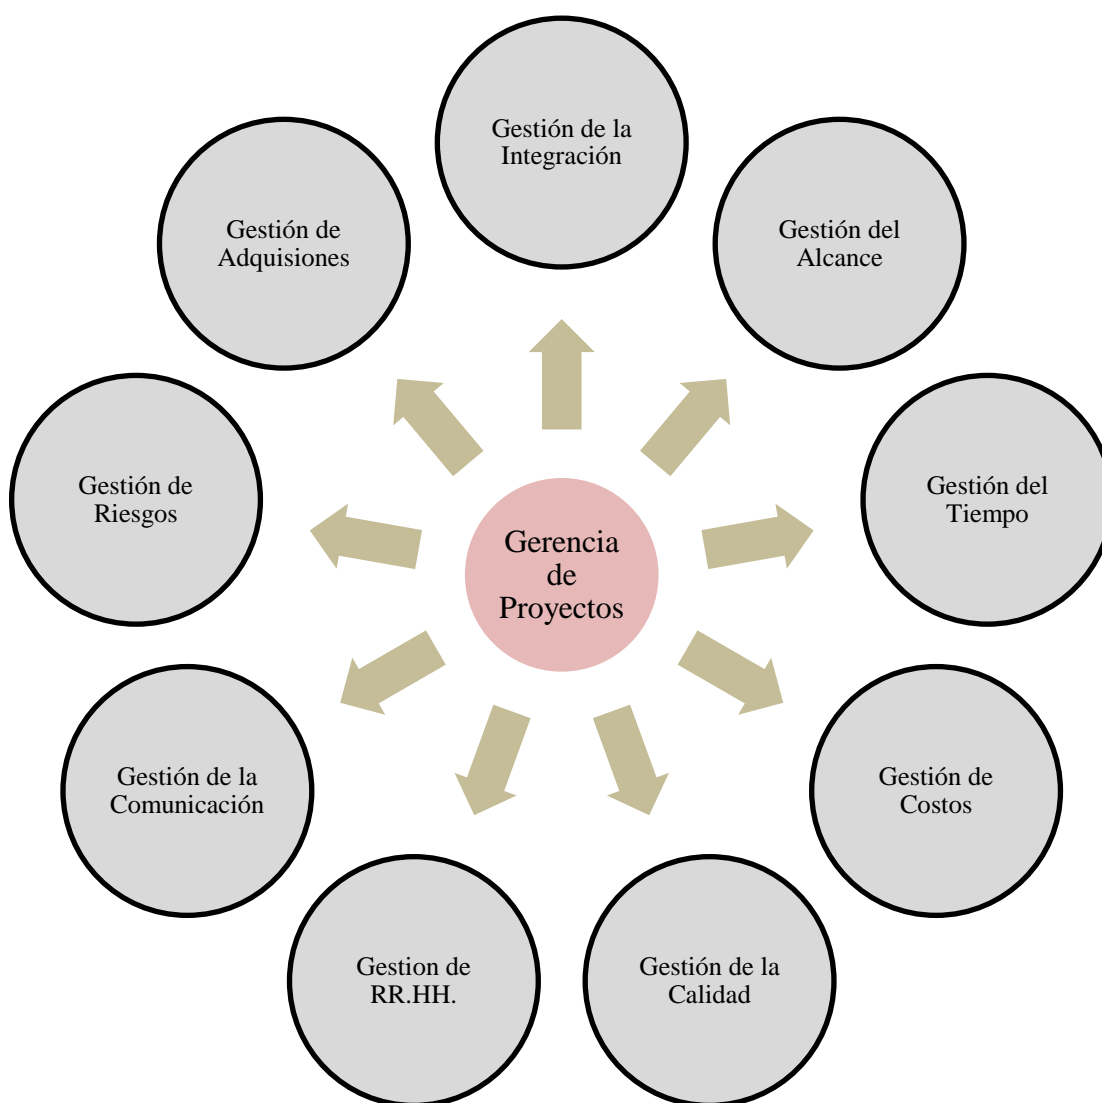 Gestión de la
Integración
Gestión del
Alcance
Gestión del
Tiempo
Gestión de
Costos
Gestión de la
Calidad
Gestion de
RR.HH.
Gestión de la
Comunicación
Gestión de
Riesgos
Gestión de
Adquisiones
Gerencia
de
Proyectos